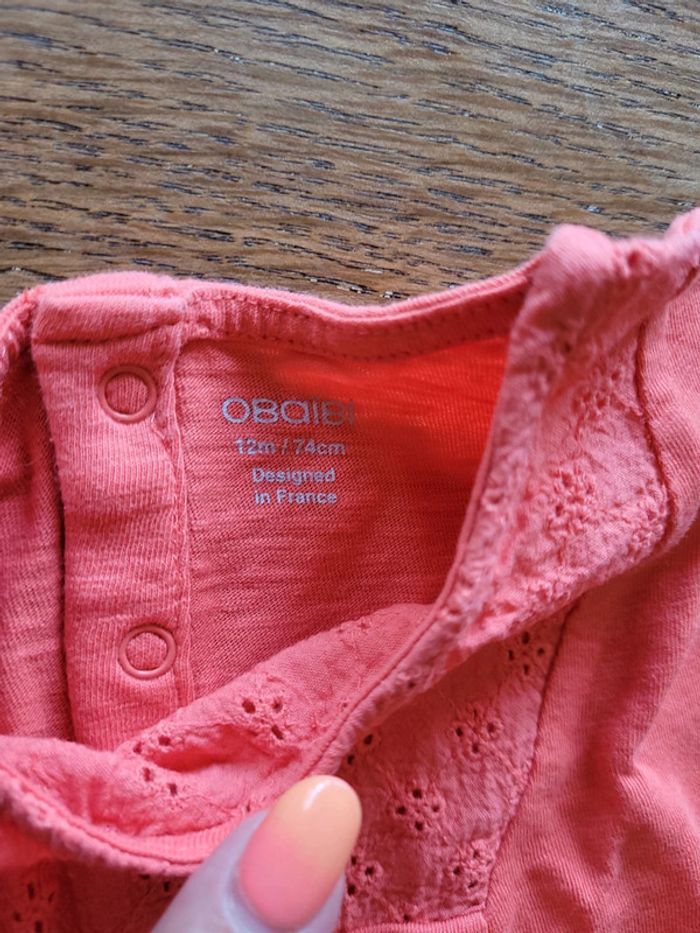 OBaIBI
12m / 74cm
Designed
in France